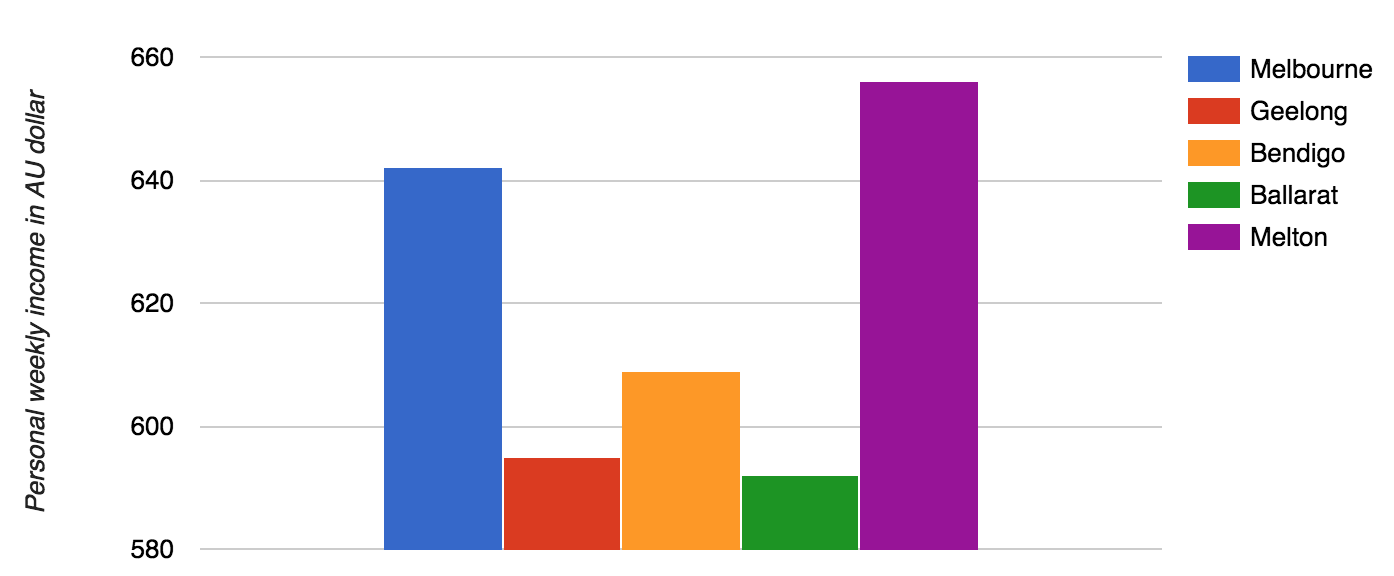 Personal weekly income in AU dollar
660
640
620
600
580
Melbourne
Geelong
Bendigo
Ballarat
Melton